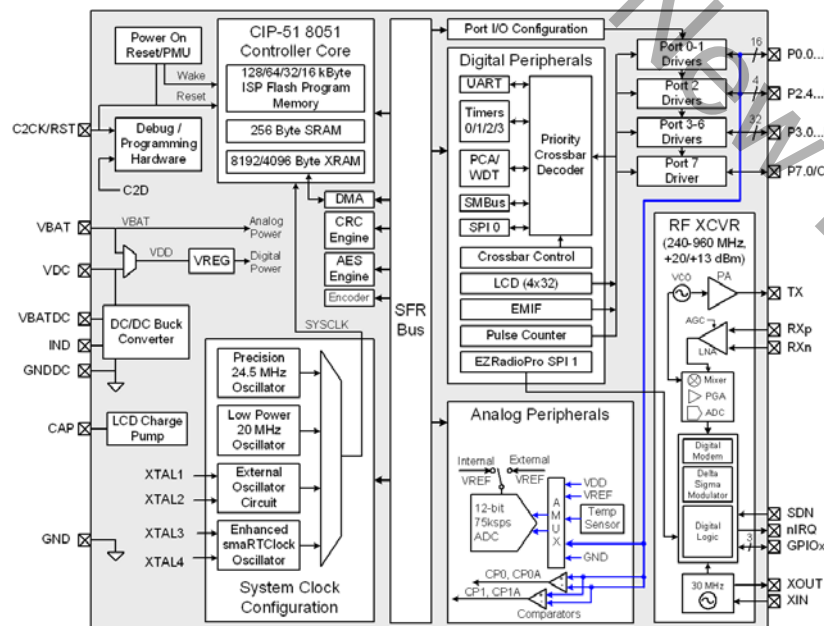 Power On
Reset/PMU
Wake
Reset
C2CK/RST
Debug /
Programming
Hardware
C2D
CIP-51 8051
Controller Core
128/64/32/16 kByte
ISP Flash Program
Memory
256 Byte SRAM
8192/4096 Byte XRAM
DMA
CRC
Engine
AES
Engine
Encoder
VBAT
VBAT
Analog
Power
VDC
VDD
VREG
Digital
Power
VBATDC
IND
GNDDC
DC/DC Buck
Converter
CAP
LCD Charge
Pump
XTAL1
XTAL2
XTAL3
XTAL4
GND
SYSCLK
Precision
24.5 MHz
Oscillator
Low Power
20 MHz
Oscillator
External
Oscillator
Circuit
Enhanced
smaRTClock
Oscillator
System Clock
Configuration
SFR
Bus
Port I/O Configuration
Digital Peripherals
UART
Timers
0/1/2/3
PCA/
WDT
SMBus
SPI 0
Priority
Crossbar
Decoder
Crossbar Control
LCD (4x32)
EMIF
Pulse Counter
EZRadioPro SPI 1
Analog Peripherals
Internal
VREF
External
VREF
12-bit
75ksps
ADC
A
M
U
X
VDD
VREF
Temp
Sensor
GND
CP0, CP0A
CP1, CP1A
Comparators
Port 0-1
Drivers
Port 2
Drivers
Port 3-6
Drivers
Port 7
Driver
16
P0.0...
4
P2.4...
32
P3.0...
P7.0/C
RF XCVR
(240-960 MHz,
+20/+13 dBm)
VCO
PA
TX
AGC
LNA
RXp
RXn
Mixer
PGA
ADC
Digital
Modem
Delta
Sigma
Modulator
Digital
Logic
SDN
nIRQ
3
GPIOx
30 MHz
XOUT
XIN
New